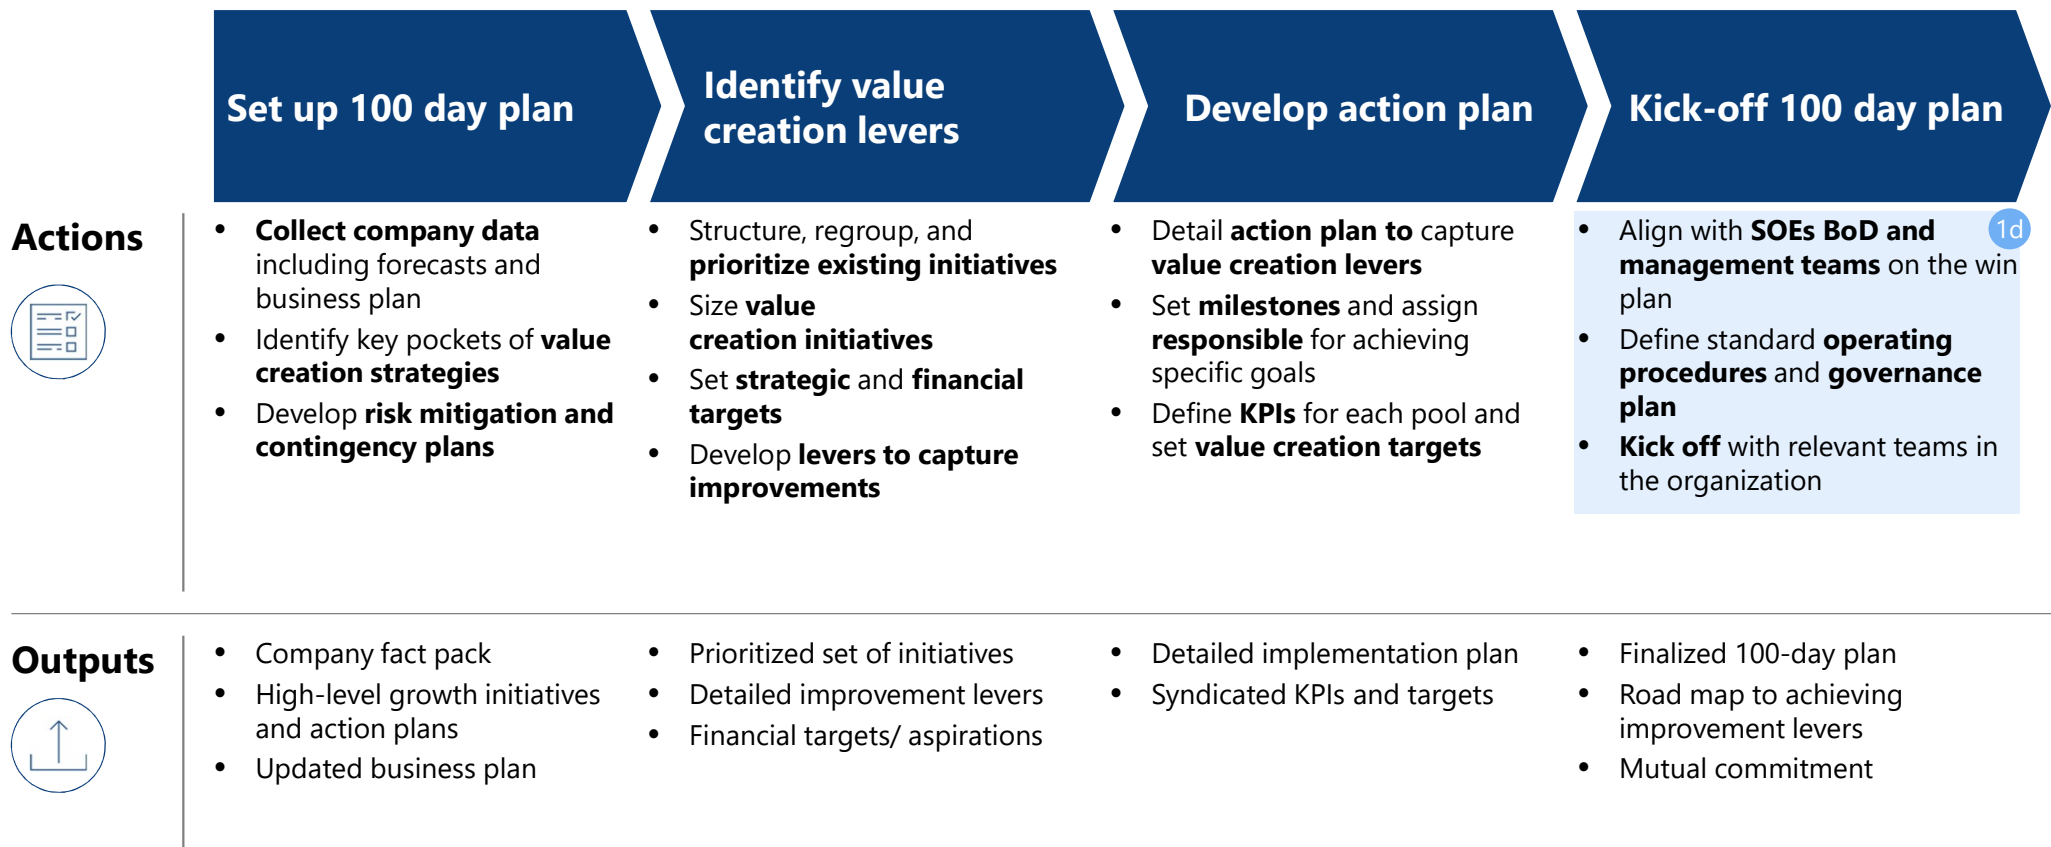 Set up 100 day plan
Identify value
creation levers
Develop action plan
Kick-off 100 day plan
Actions
• Collect company data
including forecasts and
business plan
• Identify key pockets of value
creation strategies
• Develop risk mitigation and
contingency plans
• Structure, regroup, and
prioritize existing initiatives
• Size value
creation initiatives
• Set strategic and financial
targets
• Develop levers to capture
improvements
• Detail action plan to capture
value creation levers
• Set milestones and assign
responsible for achieving
specific goals
• Define KPIs for each pool and
set value creation targets
1d
• Align with SOEs BoD and
management teams on the win
plan
• Define standard operating
procedures and governance
plan
• Kick off with relevant teams in
the organization
Outputs
• Company fact pack
• High-level growth initiatives
and action plans
• Updated business plan
• Prioritized set of initiatives
• Detailed improvement levers
• Financial targets/ aspirations
• Detailed implementation plan
• Syndicated KPIs and targets
• Finalized 100-day plan
• Road map to achieving
improvement levers
• Mutual commitment